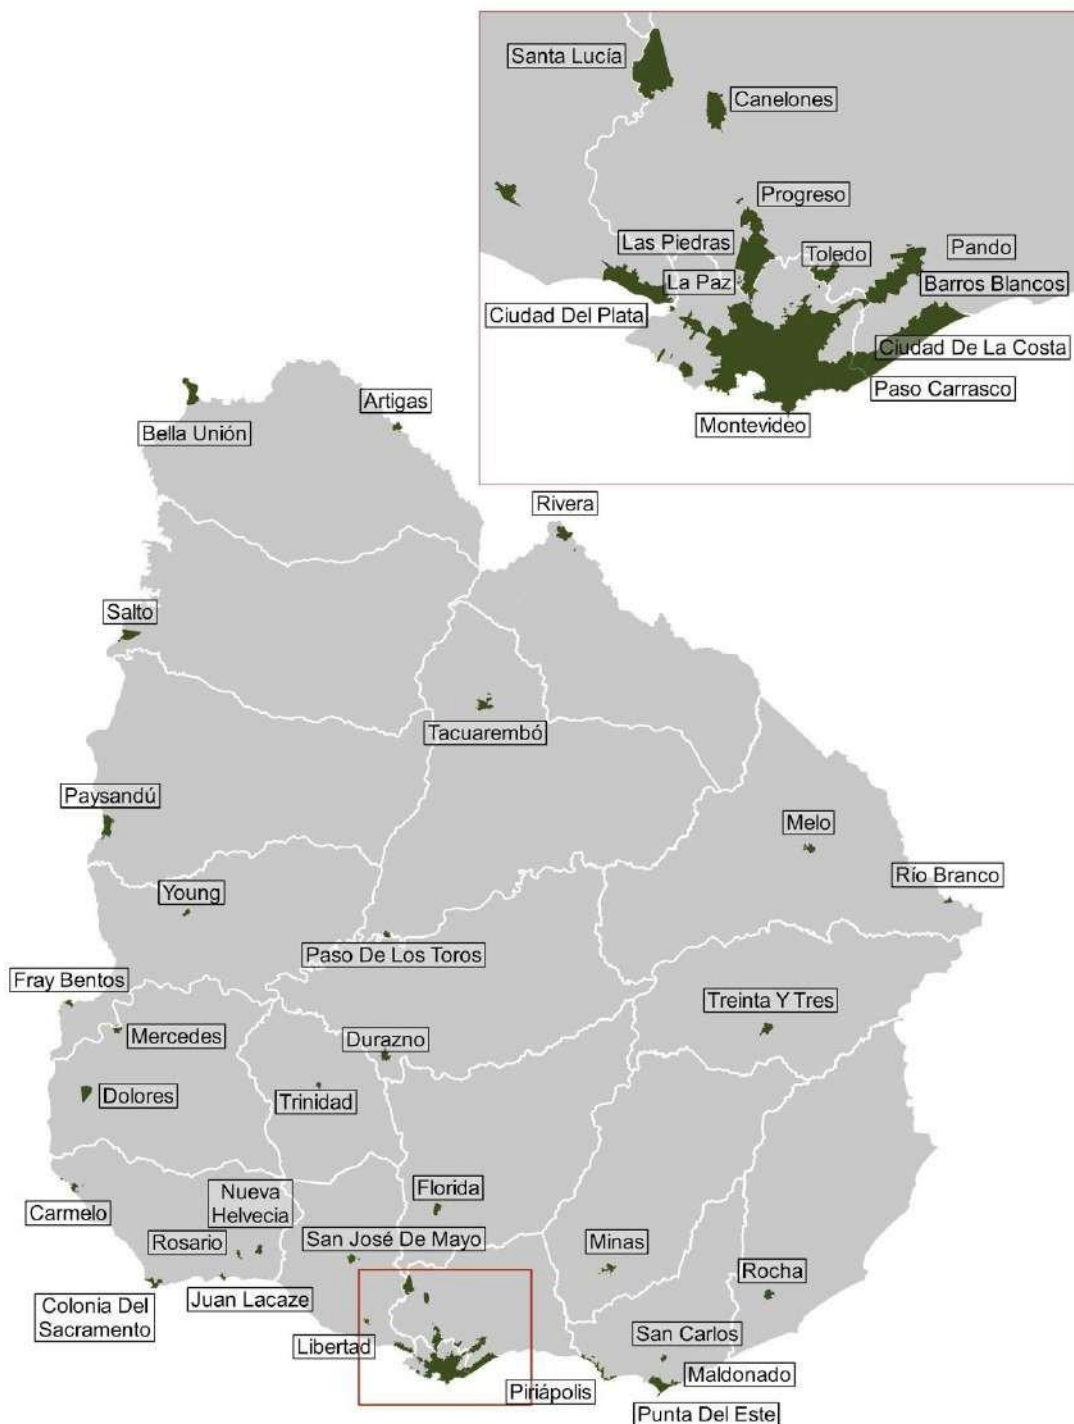 Santa Lucía
Canelones
Progreso
Las Piedras
Toledo
Pando
La Paz
Barros Blancos
Ciudad Del Plata
Ciudad De La Costa
Paso Carrasco
Montevideo
Artigas
Bella Unión
Rivera
Salto
Tacuarembó
Paysandú
Melo
Río Branco
Young
Paso De Los Toros
Fray Bentos
Treinta Y Tres
Mercedes
Durazno
Dolores
Trinidad
Carmelo
Nueva
Helvecia
Florida
Rosario
San José De Mayo
Minas
Rocha
Juan Lacaze
Colonia Del
Sacramento
Libertad
San Carlos
Maldonado
Piriápolis
Punta Del Este